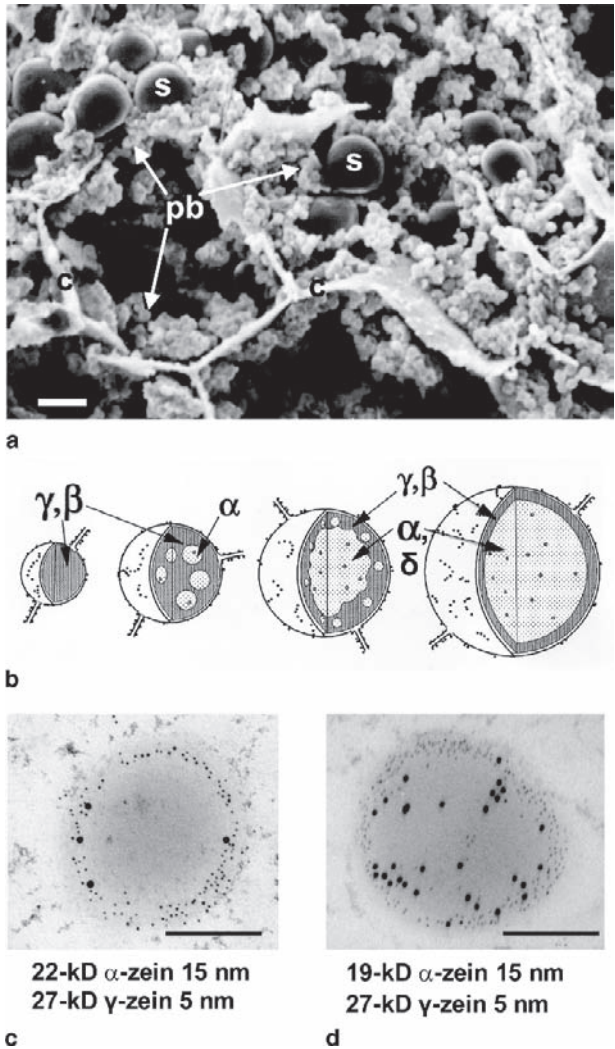 s
s
pb
c
c
a
γ,β
α
γ,β
α,
δ
b
22-kD α-zein 15 nm
27-kD γ-zein 5 nm
c
19-kD α-zein 15 nm
27-kD γ-zein 5 nm
d